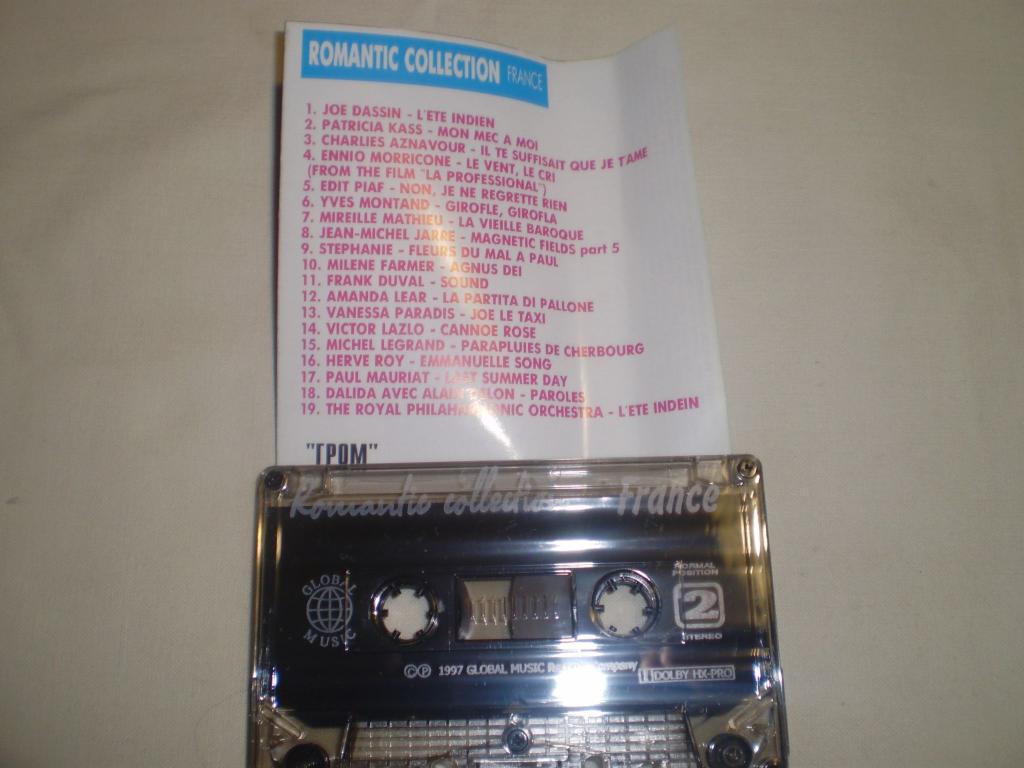 ROMANTIC COLLECTION FRANCE
1. JOE DASSIN - L'ETE INDIEN
2. PATRICIA KASS - MON MEC A MOI
3. CHARLIES AZNAVOUR - IL TE SUFFISAIT QUE JE T'AME
4. ENNIO MORRICONE - LE VENT, LE CRI
(FROM THE FILM "LA PROFESSIONAL")
5. EDIT PIAF - NON, JE NE REGRETTE RIEN
6. YVES MONTAND - GIROFLE, GIROFLA
7. MIREILLE MATHIEU - LA VIEILLE BAROQUE
8. JEAN-MICHEL JARRE - MAGNETIC FIELDS part 5
9. STEPHANIE - FLEURS DU MAL A PAUL
10. MILENE FARMER - AGNUS DEI
11. FRANK DUVAL - SOUND
12. AMANDA LEAR - LA PARTITA DI PALLONE
13. VANESSA PARADIS - JOE LE TAXI
14. VICTOR LAZLO - CANNOE ROSE
15. MICHEL LEGRAND - PARAPLUIES DE CHERBOURG
16. HERVE ROY - EMMANUELLE SONG
17. PAUL MAURIAT - LAST SUMMER DAY
18. DALIDA AVEC ALAIN DALON - PAROLES
19. THE ROYAL PHILAHARMONIC ORCHESTRA - L'ETE INDEIN
"ГРОМ"
Romantic collection France
GLOBAL MUSIC
NORMAL POSITION
2
STEREO
©℗ 1997 GLOBAL MUSIC Company
DOLBY HX-PRO